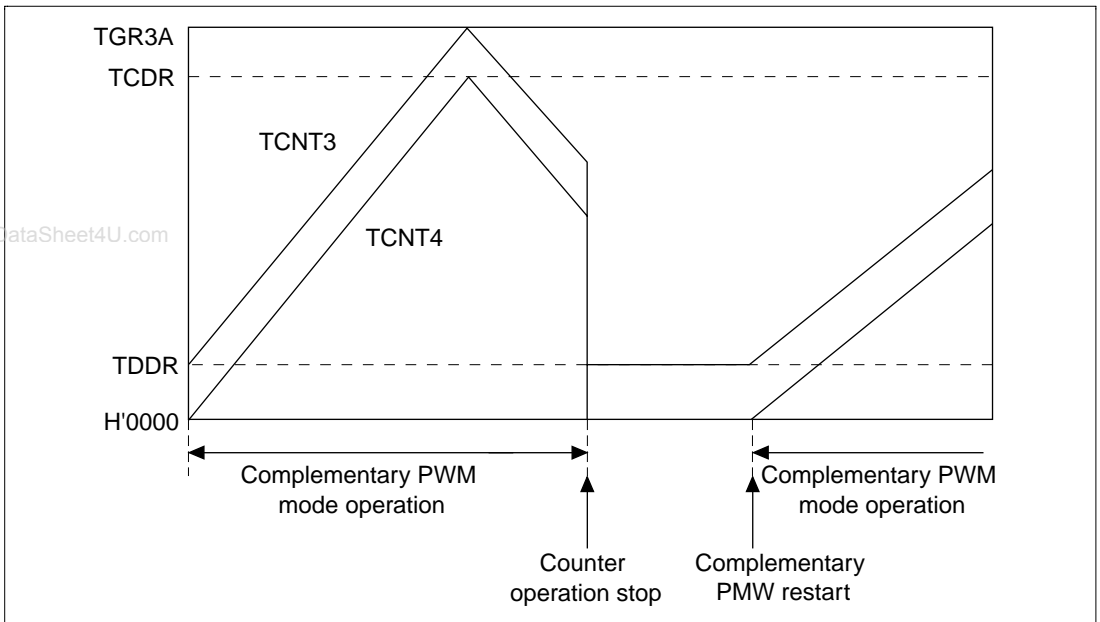 TGR3A
TCDR
TCNT3
TCNT4
DataSheet4U.com
TDDR
H'0000
Complementary PWM
mode operation
Complementary PWM
mode operation
Counter
operation stop
Complementary
PMW restart